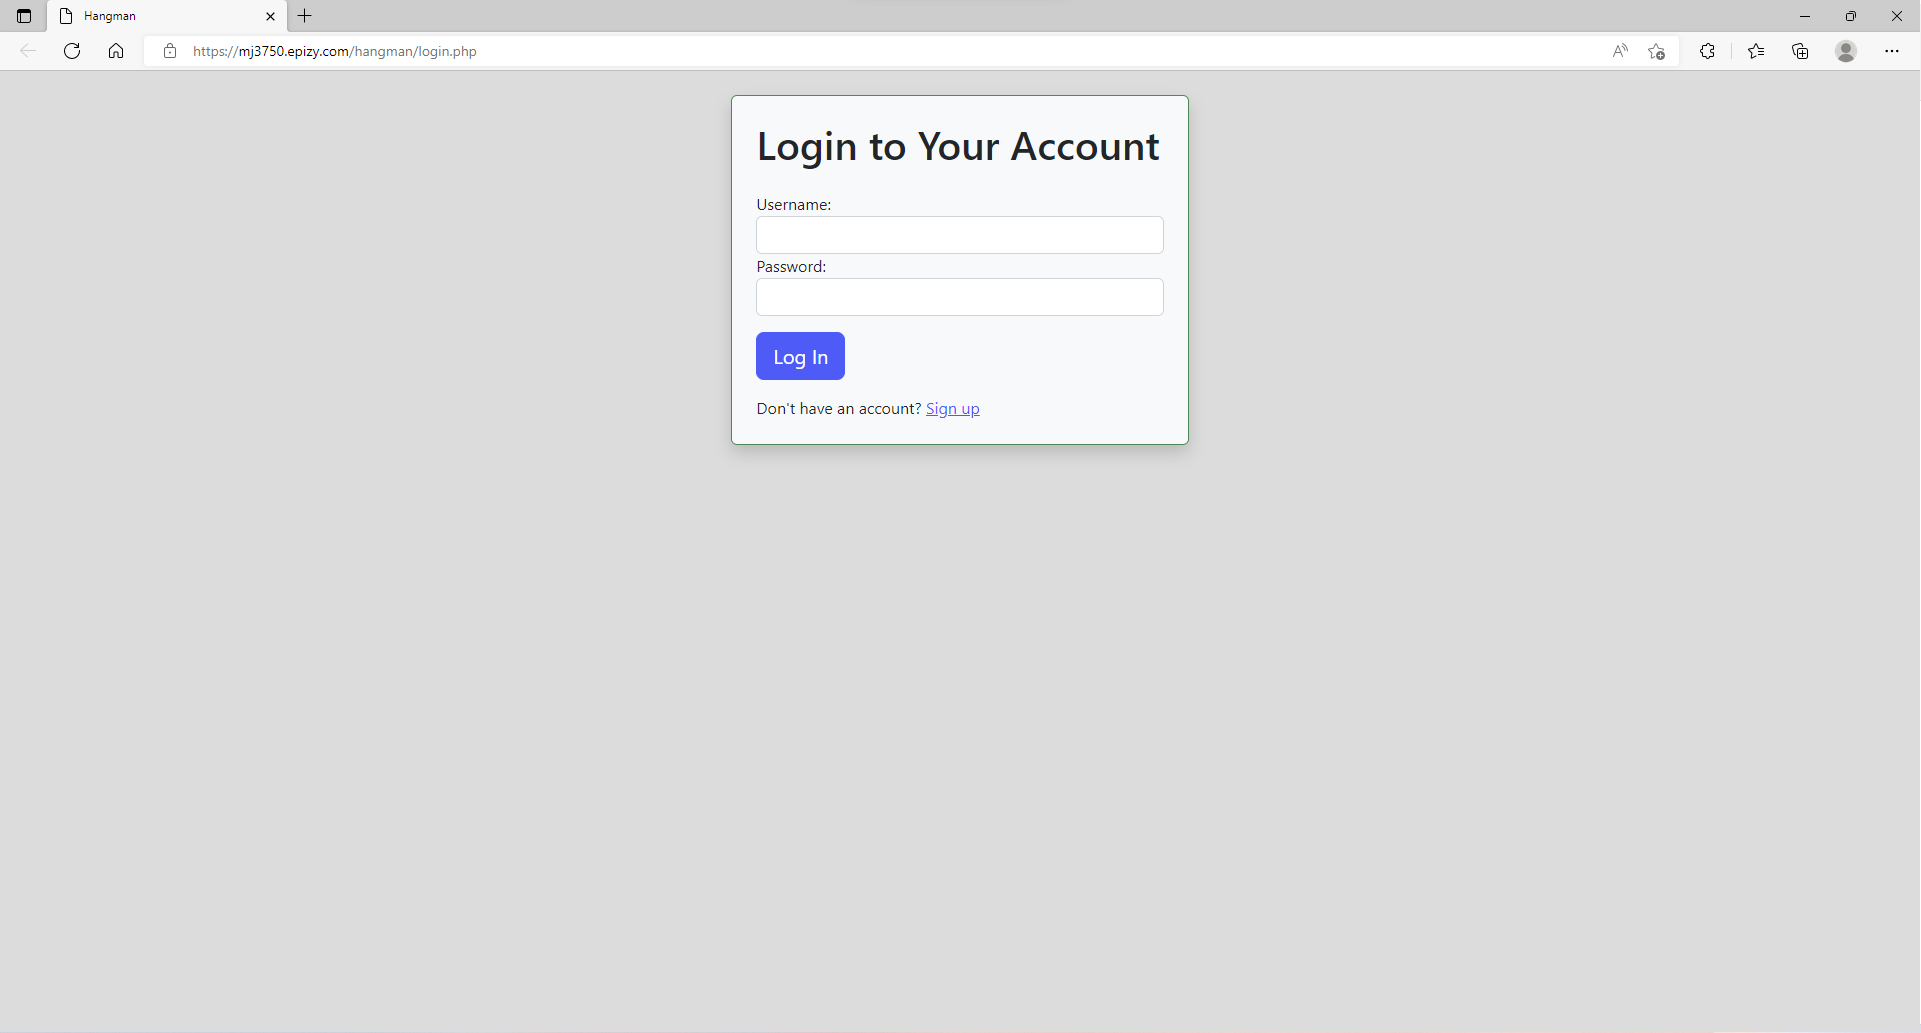 Hangman
https://mj3750.epizy.com/hangman/login.php
Login to Your Account
Username:
Password:
Log In
Don't have an account? Sign up